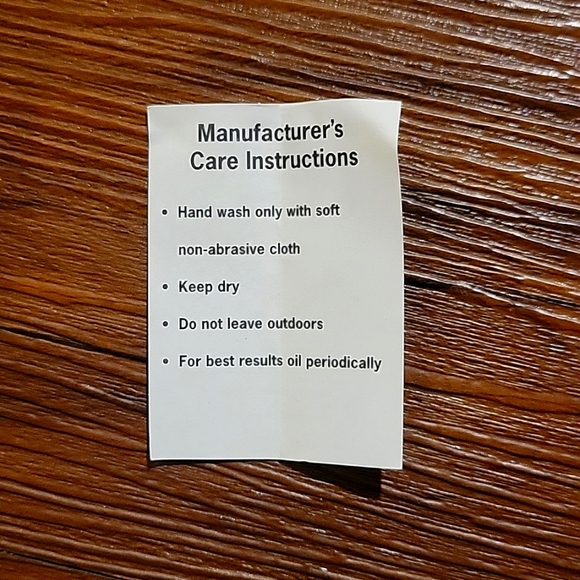 Manufacturer's
Care Instructions
• Hand wash only with soft
non-abrasive cloth
• Keep dry
• Do not leave outdoors
• For best results oil periodically